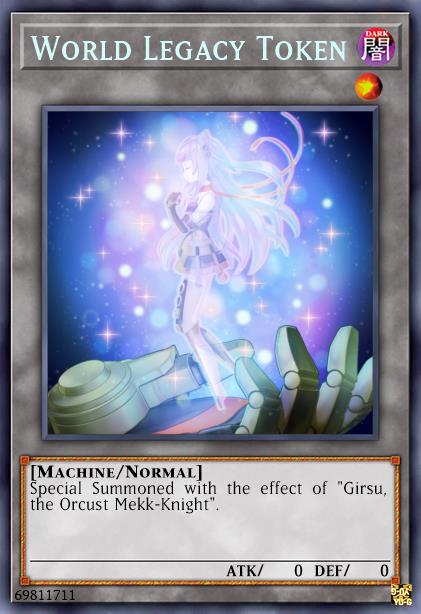 WORLD LEGACY TOKEN
DARK
闇
[MACHINE/NORMAL]
Special Summoned with the effect of "Girsu,
the Orcust Mekk-Knight".
ATK/ 0 DEF/ 0
69811711